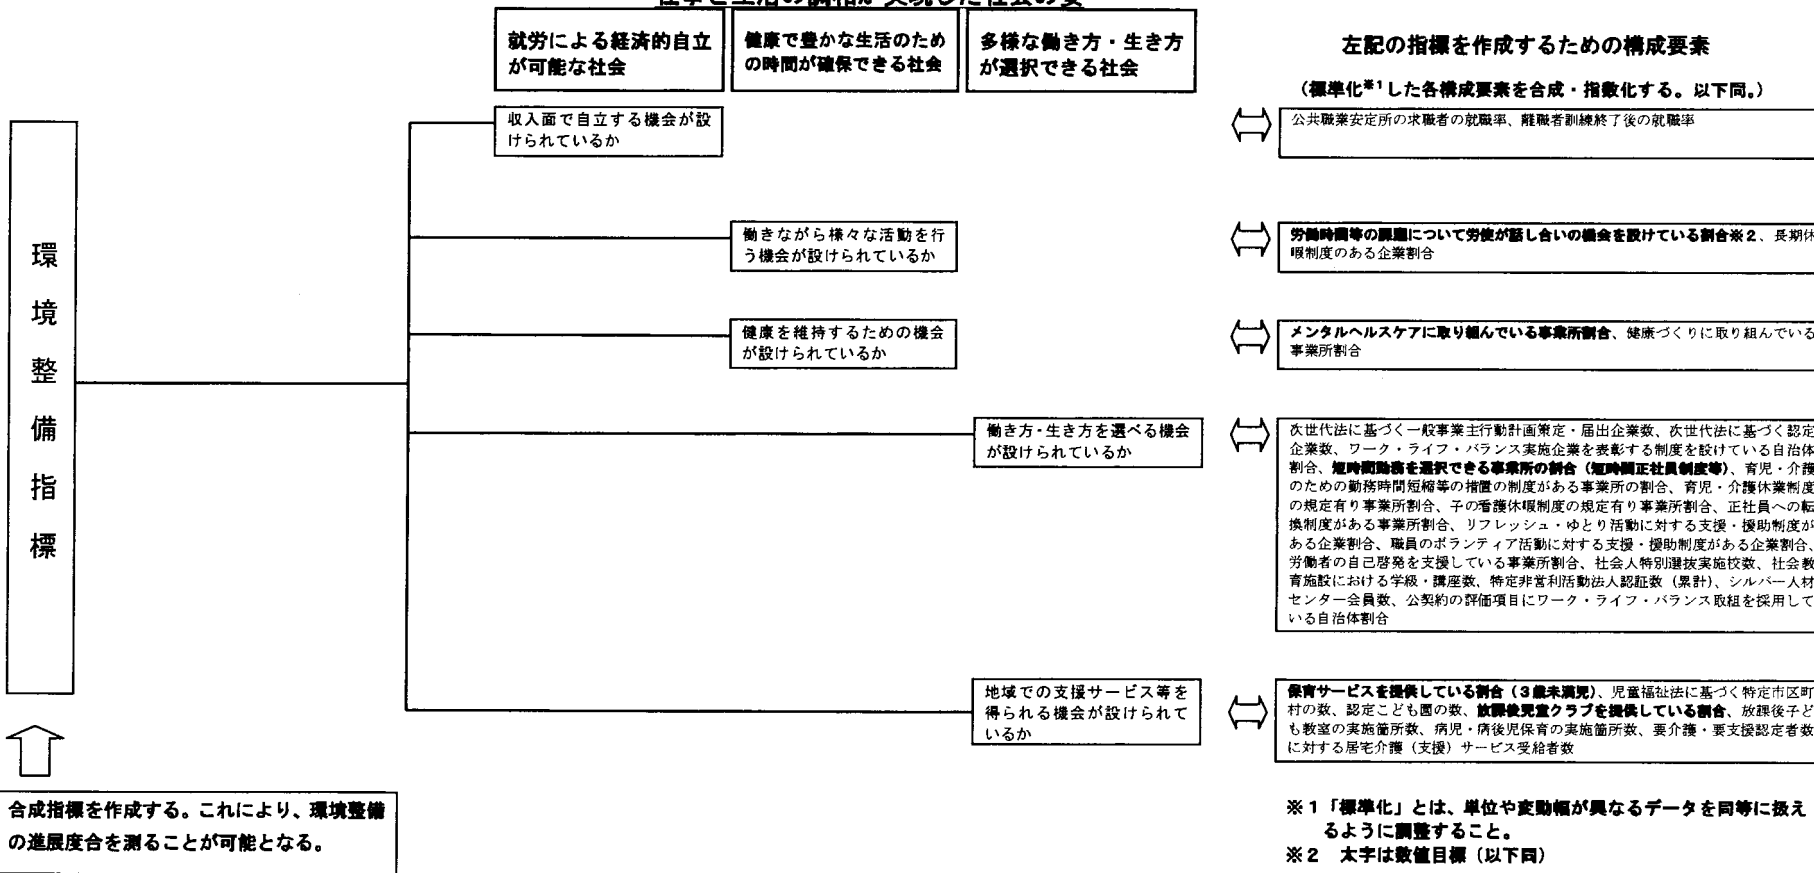 仕事と生活の調和が実現した社会の姿
就労による経済的自立
が可能な社会
健康で豊かな生活のため
の時間が確保できる社会
多様な働き方・生き方
が選択できる社会
左記の指標を作成するための構成要素
（標準化※1した各構成要素を合成・指数化する。以下同。）
環境整備指標
収入面で自立する機会が設
けられているか
公共職業安定所の求職者の就職率、離職者訓練終了後の就職率
働きながら様々な活動を行
う機会が設けられているか
労働時間等の課題について労使が話し合いの機会を設けている割合※２、長期休
暇制度のある企業割合
健康を維持するための機会
が設けられているか
メンタルヘルスケアに取り組んでいる事業所割合、健康づくりに取り組んでいる
事業所割合
働き方・生き方を選べる機会
が設けられているか
次世代法に基づく一般事業主行動計画策定・届出企業数、次世代法に基づく認定
企業数、ワーク・ライフ・バランス実施企業を表彰する制度を設けている自治体
割合、短時間勤務を選択できる事業所の割合（短時間正社員制度等）、育児・介護
のための勤務時間短縮等の措置の制度がある事業所の割合、育児・介護休業制度
の規定有り事業所割合、子の看護休暇制度の規定有り事業所割合、正社員への転
換制度がある事業所割合、リフレッシュ・ゆとり活動に対する支援・援助制度が
ある企業割合、職員のボランティア活動に対する支援・援助制度がある企業割合、
労働者の自己啓発を支援している事業所割合、社会人特別選抜実施校数、社会教
育施設における学級・講座数、特定非営利活動法人認証数（累計）、シルバー人材
センター会員数、公契約の評価項目にワーク・ライフ・バランス取組を採用して
いる自治体割合
地域での支援サービス等を
得られる機会が設けられて
いるか
保育サービスを提供している割合（３歳未満児）、児童福祉法に基づく特定市区町
村の数、認定こども園の数、放課後児童クラブを提供している割合、放課後子ど
も教室の実施箇所数、病児・病後児保育の実施箇所数、要介護・要支援認定者数
に対する居宅介護（支援）サービス受給者数
合成指標を作成する。これにより、環境整備
の進展度合を測ることが可能となる。
※１「標準化」とは、単位や変動幅が異なるデータを同等に扱え
るように調整すること。
※２　太字は数値目標（以下同）